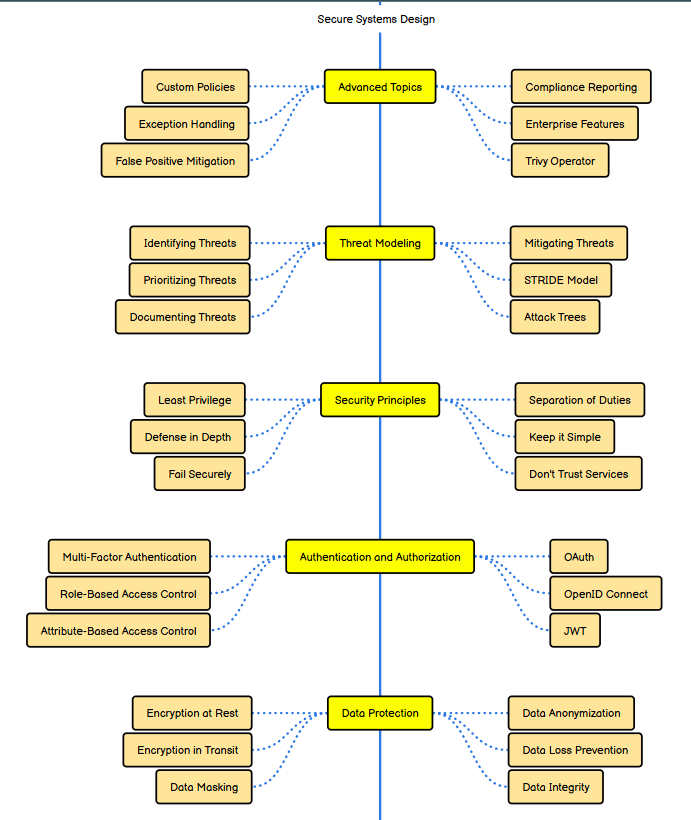 Secure Systems Design
Custom Policies
Exception Handling
False Positive Mitigation
Advanced Topics
Compliance Reporting
Enterprise Features
Trivy Operator
Identifying Threats
Prioritizing Threats
Documenting Threats
Threat Modeling
Mitigating Threats
STRIDE Model
Attack Trees
Least Privilege
Defense in Depth
Fail Securely
Security Principles
Separation of Duties
Keep it Simple
Don't Trust Services
Multi-Factor Authentication
Role-Based Access Control
Attribute-Based Access Control
Authentication and Authorization
OAuth
OpenID Connect
JWT
Encryption at Rest
Encryption in Transit
Data Masking
Data Protection
Data Anonymization
Data Loss Prevention
Data Integrity